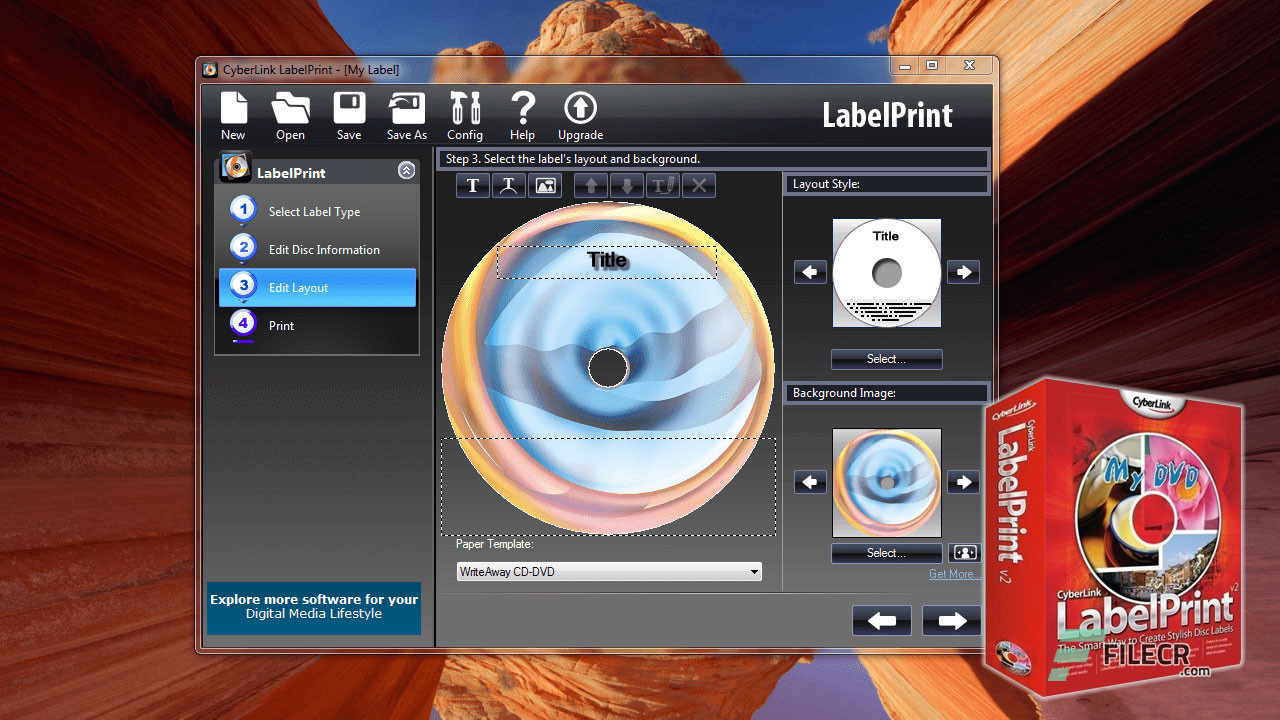 CyberLink LabelPrint - [My Label]
New Open Save Save As Config Help Upgrade
LabelPrint
LabelPrint
1 Select Label Type
2 Edit Disc Information
3 Edit Layout
4 Print
Explore more software for your
Digital Media Lifestyle
Step 3. Select the label's layout and background.
T T T
Title
Paper Template:
WriteAway CD-DVD
Layout Style:
Title
Select...
Background Image:
Select...
Get More...
CyberLink
CyberLink
LabelPrint v2
My DVD
CyberLink
LabelPrint v2
The Smart Way to Create Stylish Disc Labels
FILECR
.com